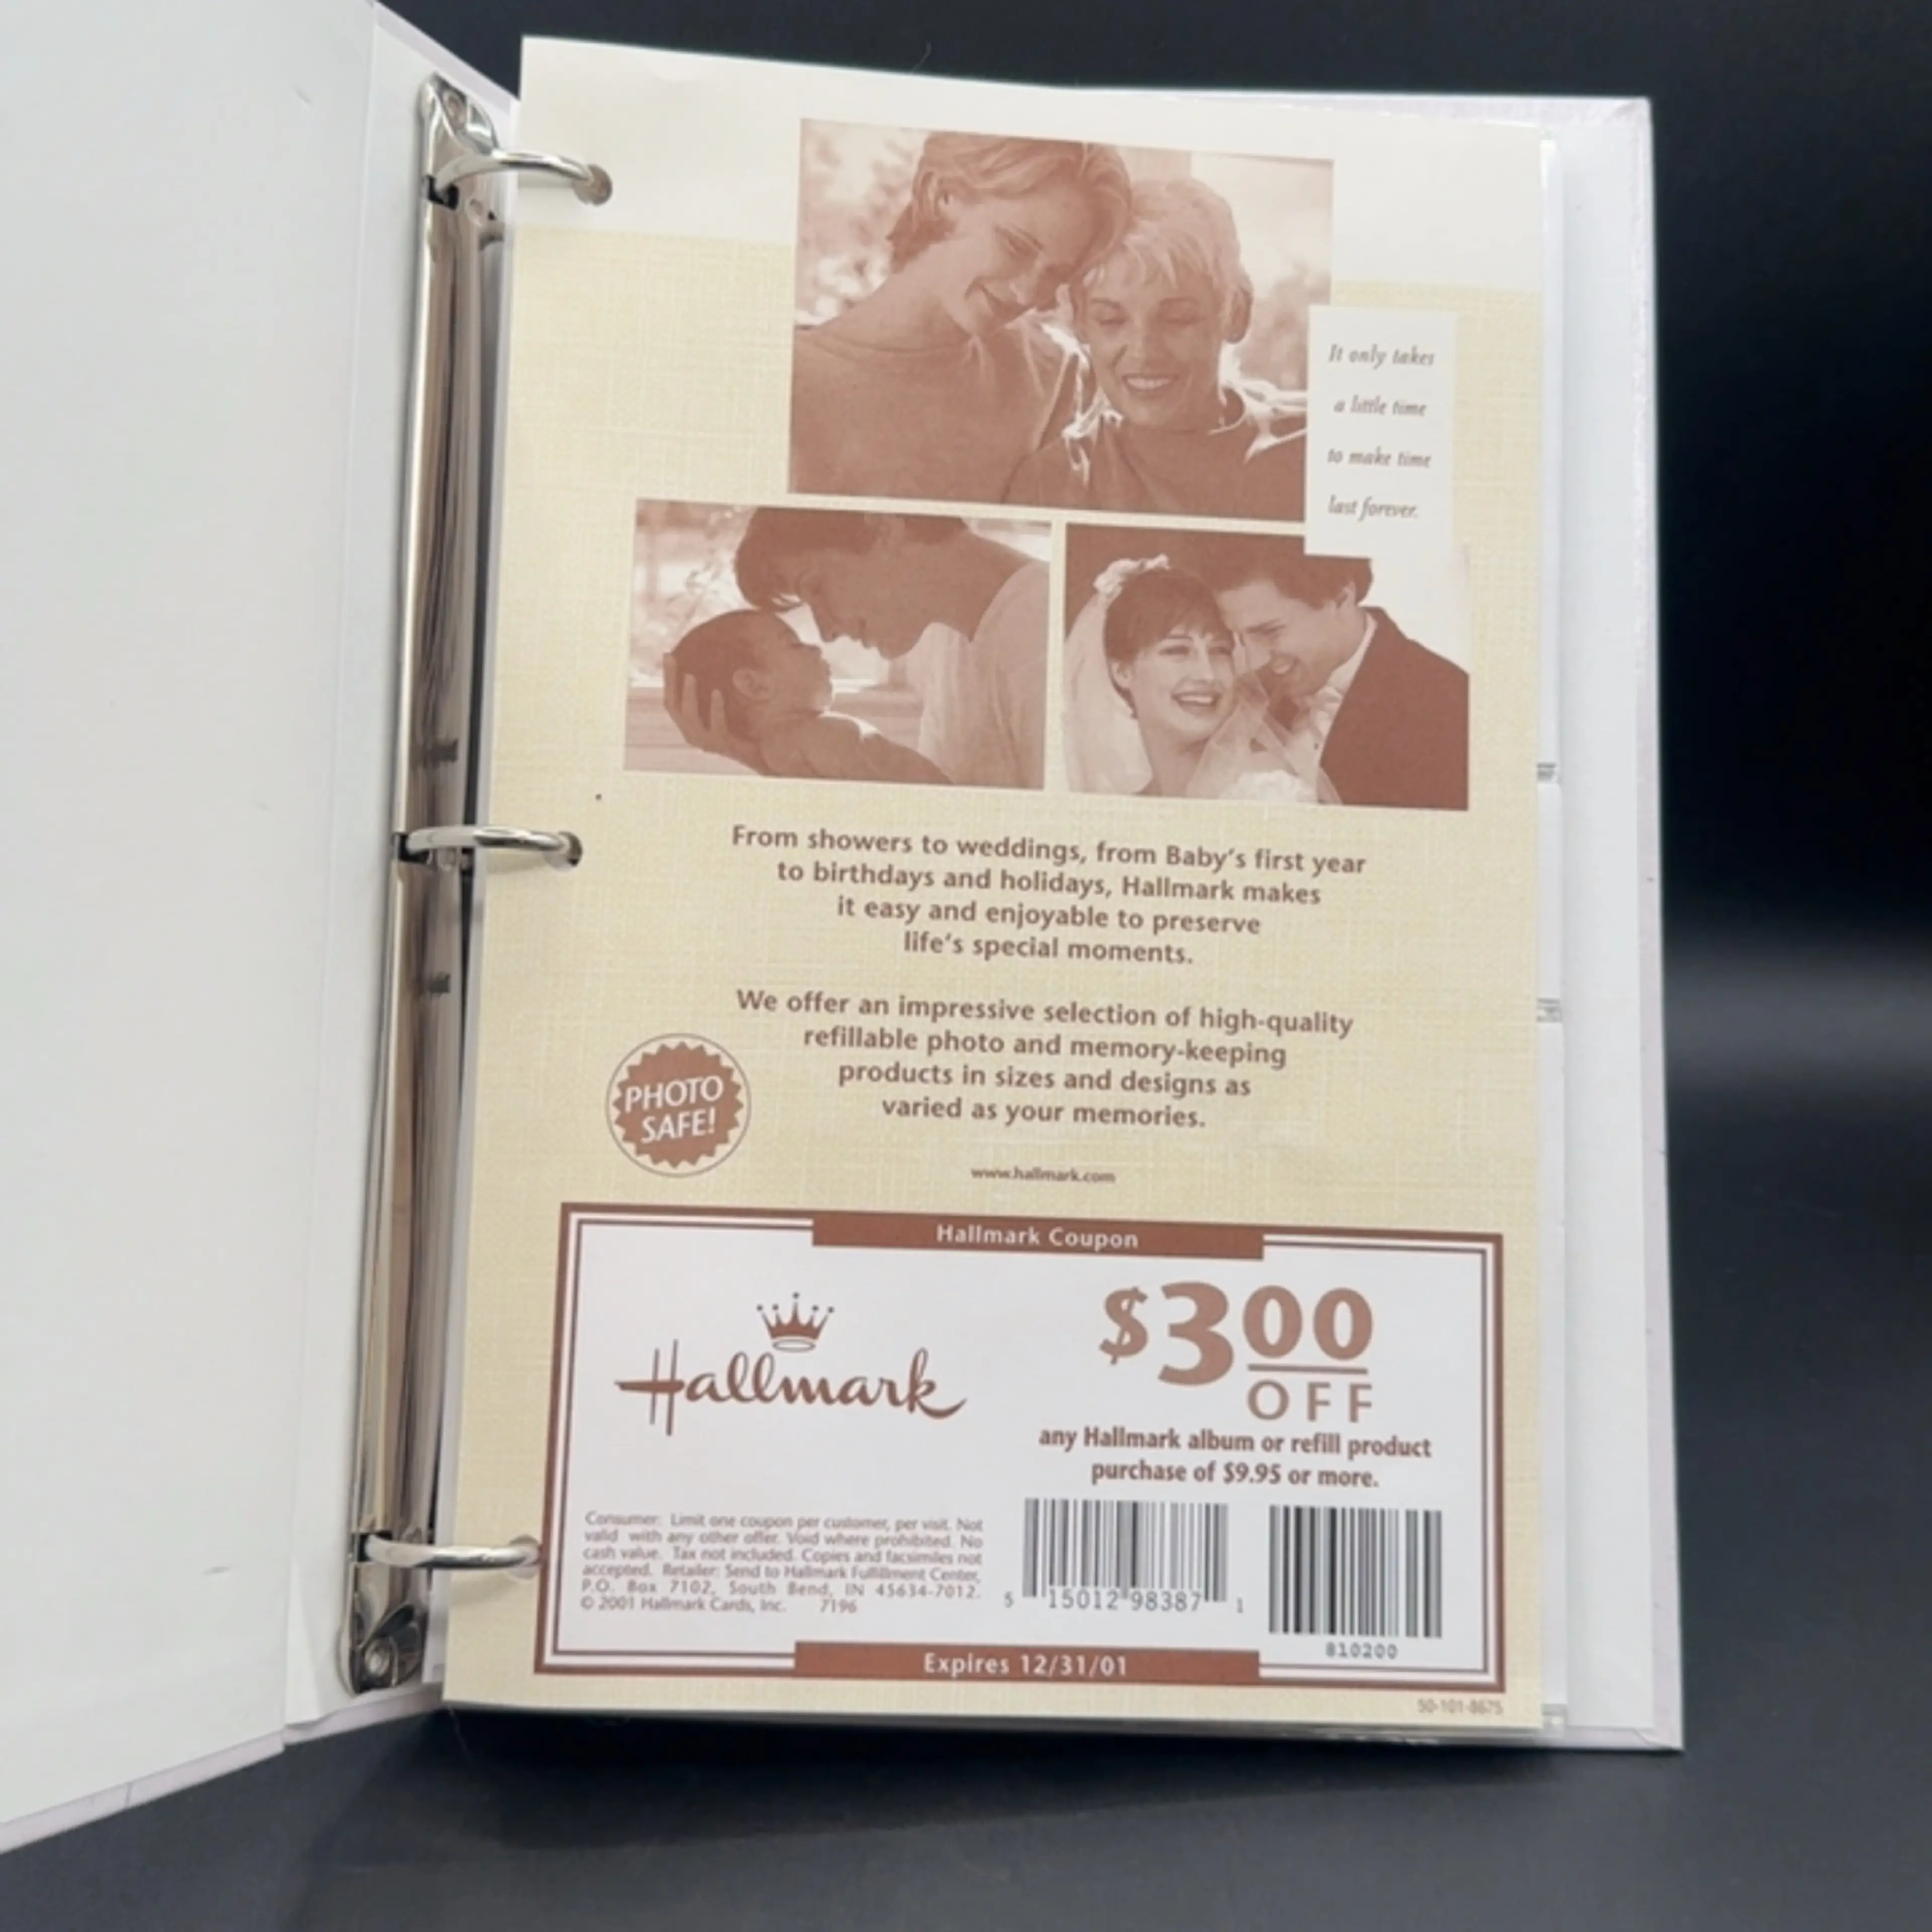 It only takes
a little time
to make time
last forever.
From showers to weddings, from Baby's first year
to birthdays and holidays, Hallmark makes
it easy and enjoyable to preserve
life's special moments.
We offer an impressive selection of high-quality
refillable photo and memory-keeping
products in sizes and designs as
varied as your memories.
PHOTO
SAFE!
www.hallmark.com
Hallmark Coupon
Hallmark
$3.00
OFF
any Hallmark album or refill product
purchase of $9.95 or more.
Consumer: Limit one coupon per customer, per visit. Not
valid with any other offer. Void where prohibited. No
cash value. Tax not included. Copies and facsimiles not
accepted. Retailer: Send to Hallmark Fulfillment Center,
P.O. Box 7102, South Bend, IN 45634-7012.
© 2001 Hallmark Cards, Inc. 7196
5 15012 98387 1
810200
Expires 12/31/01
50-101-8675